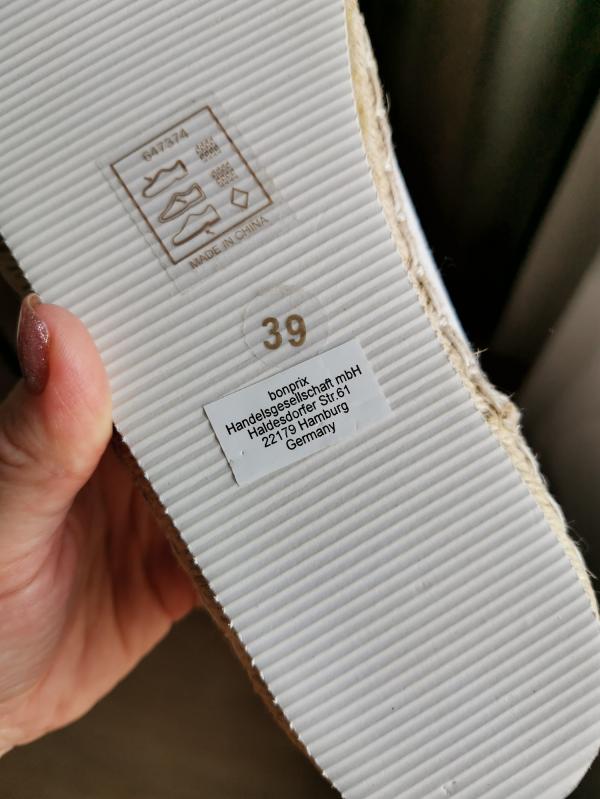 647374
MADE IN CHINA
39
bonprix
Handelsgesellschaft mbH
Haldesdorfer Str.61
22179 Hamburg
Germany